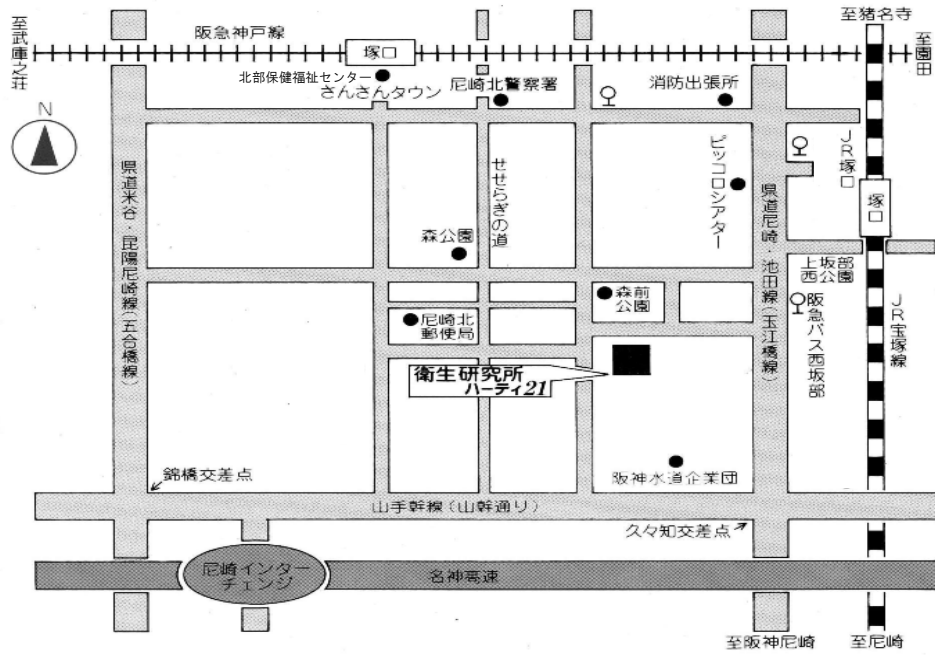 至猪名寺
至武庫之荘
阪急神戸線
塚口
至園田
北部保健福祉センター
さんさんタウン
尼崎北警察署
消防出張所
N
県道米谷・昆陽尼崎線(五合橋線)
せせらぎの道
ピッコロシアター
県道尼崎・池田線(玉江橋線)
JR塚口
塚口
森公園
上坂部
西公園
森前
公園
阪急バス西坂部
JR宝塚線
尼崎北
郵便局
衛生研究所
ハーティ21
錦橋交差点
阪神水道企業団
山手幹線(山幹通り)
久々知交差点
尼崎インター
チェンジ
名神高速
至阪神尼崎
至尼崎